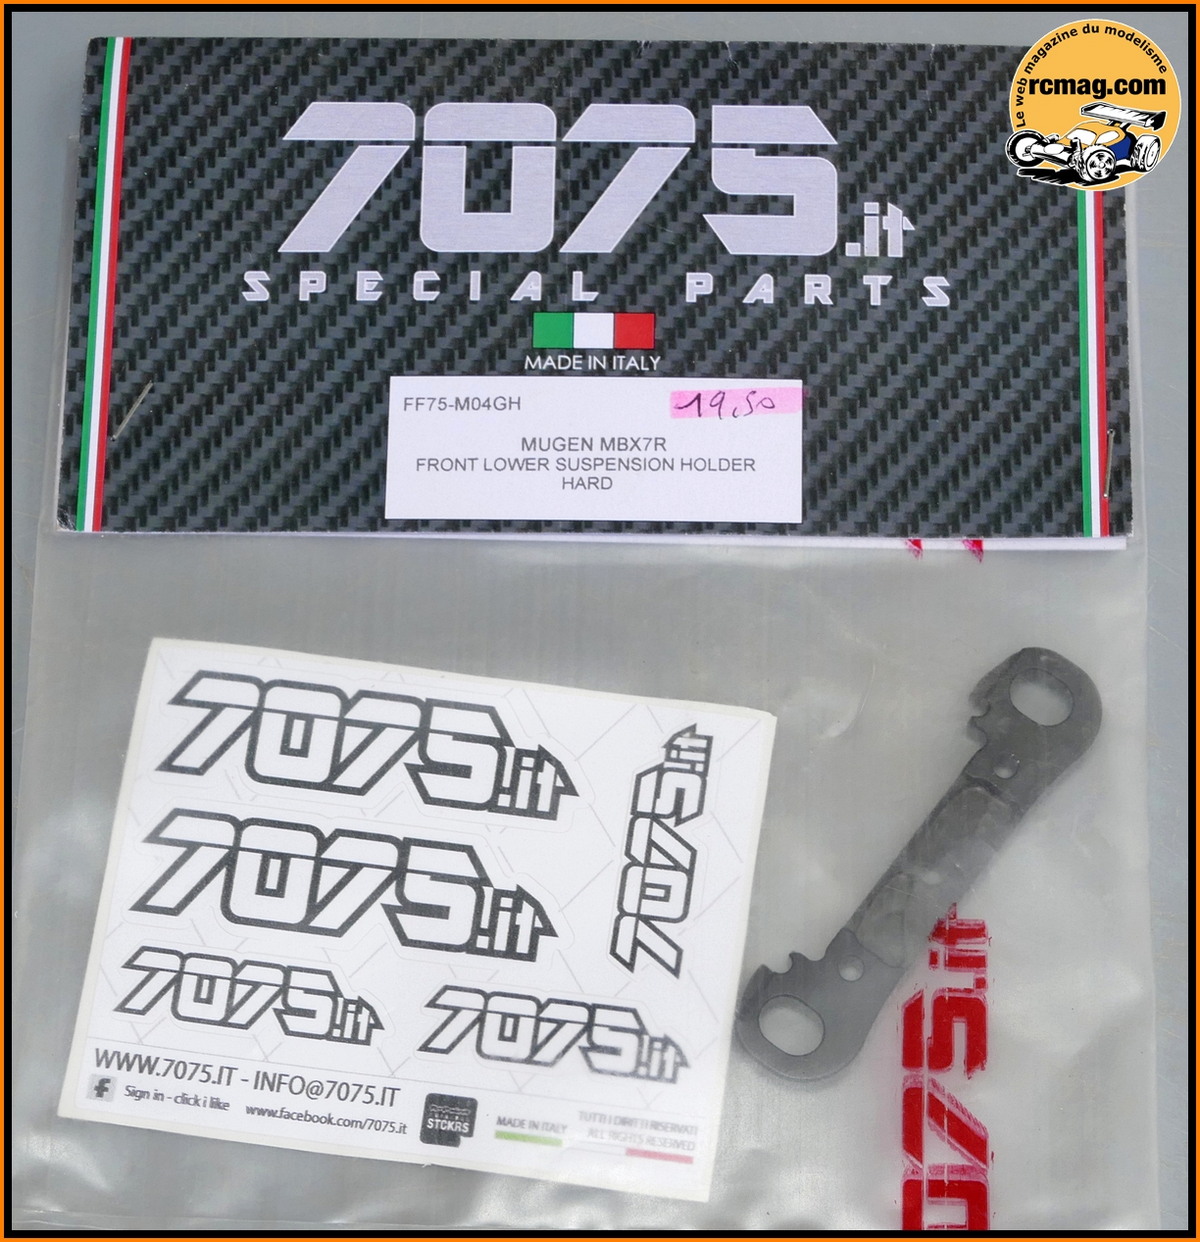 Le web magazine du modelisme
rcmag.com
7075.it
SPECIAL PARTS
MADE IN ITALY
FF75-M04GH
19,50
MUGEN MBX7R
FRONT LOWER SUSPENSION HOLDER
HARD
7075.it
7075.it
7075.it
7075.it
7075.it
WWW.7075.IT - INFO@7075.IT
f
Sign in - click i like
www.facebook.com/7075.it
STCKRS
MADE IN ITALY
TUTTI I DIRITTI RISERVATI
ALL RIGHTS RESERVED
075.it